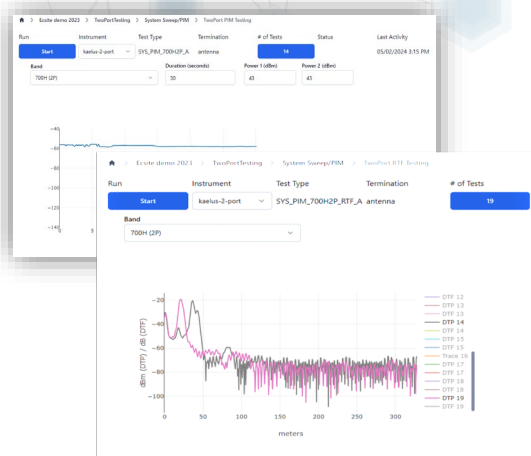 Ecsite demo 2023 > TwoPortTesting > System Sweep/PIM > TwoPort PIM Testing
Run Instrument Test Type Termination # of Tests Status Last Activity
Start kaelus-2-port SYS_PIM_700H2P_A antenna 14 05/02/2024 3:15 PM
Band Duration (seconds) Power 1 (dBm) Power 2 (dBm)
700H (2P) 43 43
−40
−60
−80
−100
−120
−140
0
Ecsite demo 2023 > TwoPortTesting > System Sweep/PIM > TwoPort RTF Testing
Run Instrument Test Type Termination # of Tests
Start kaelus-2-port SYS_PIM_700H2P_RTF_A antenna 19
Band
700H (2P)
dBm (DTP) / dB (DTF)
−20
−40
−60
−80
−100
0 50 100 150 200 250 300
meters
DTF 12
DTP 13
DTF 13
DTP 14
DTF 14
DTP 15
DTF 15
Trace 16
DTP 17
DTF 17
DTP 18
DTF 18
DTP 19
DTF 19